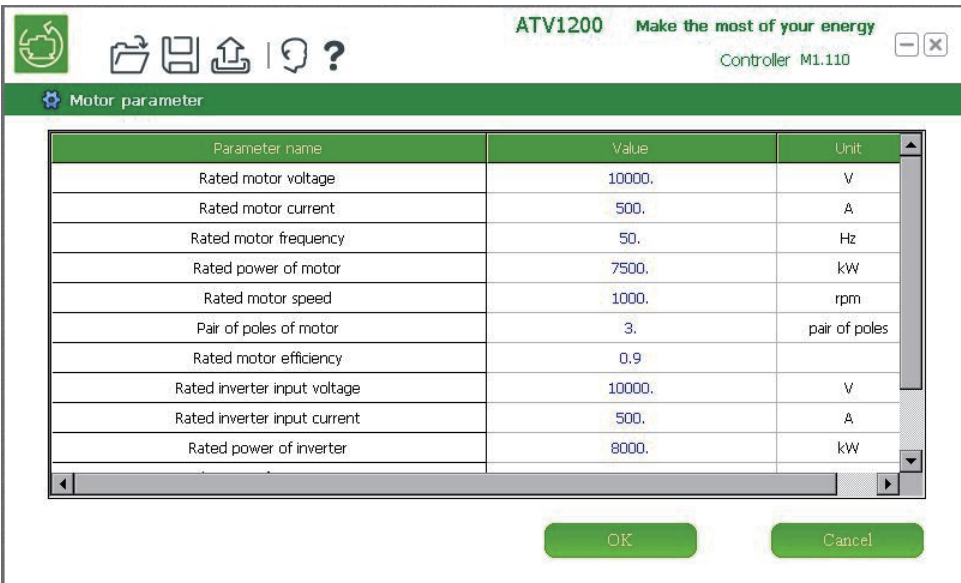 ATV1200 Make the most of your energy
? Controller M1.110
Motor parameter
Parameter name Value Unit
Rated motor voltage 10000. V
Rated motor current 500. A
Rated motor frequency 50. Hz
Rated power of motor 7500. kW
Rated motor speed 1000. rpm
Pair of poles of motor 3. pair of poles
Rated motor efficiency 0.9
Rated inverter input voltage 10000. V
Rated inverter input current 500. A
Rated power of inverter 8000. kW
OK Cancel